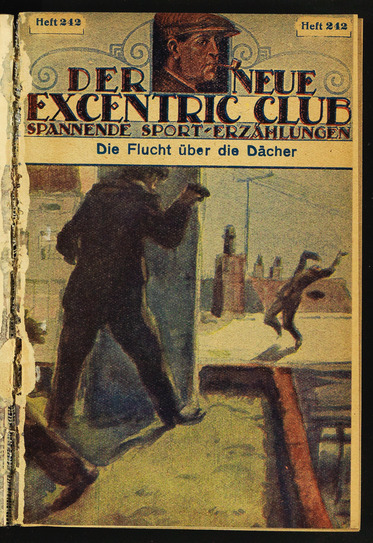 Heft 242
Heft 242
DER NEUE
EXCENTRIC CLUB
SPANNENDE SPORT-ERZÄHLUNGEN
Die Flucht über die Dächer